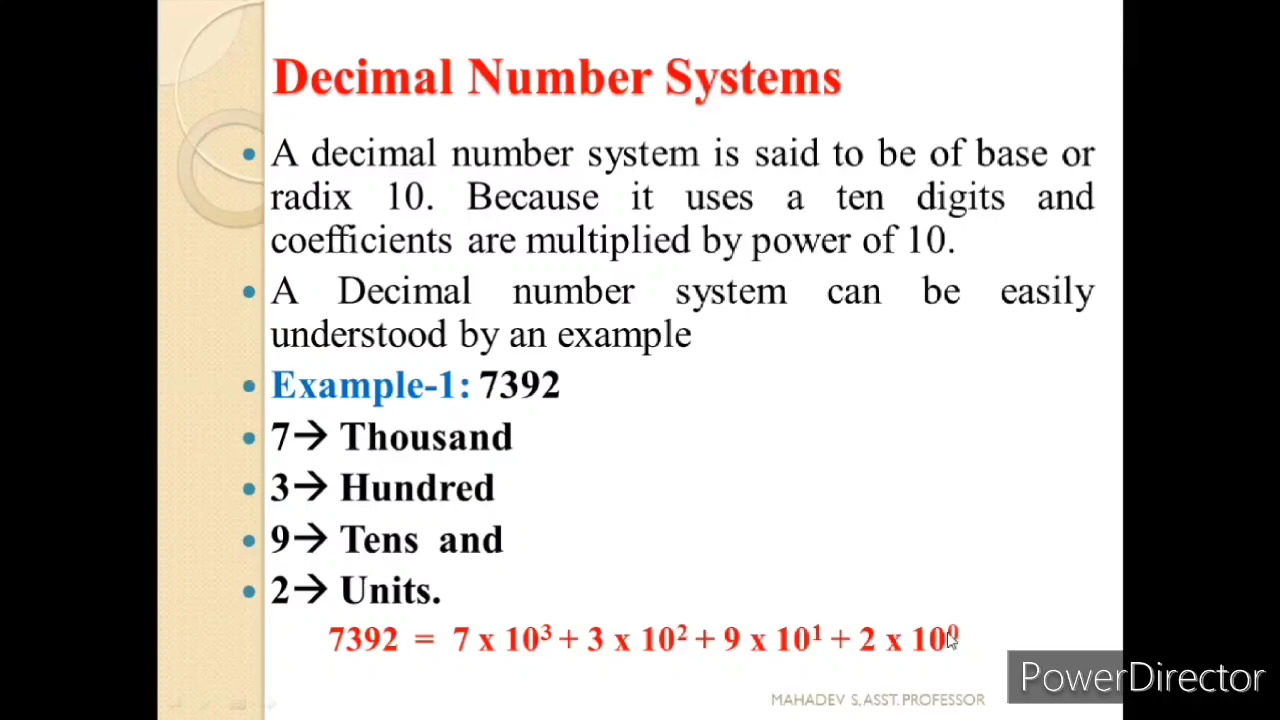 Decimal Number Systems
• A decimal number system is said to be of base or
radix 10. Because it uses a ten digits and
coefficients are multiplied by power of 10.
• A Decimal number system can be easily
understood by an example
• Example-1: 7392
• 7→ Thousand
• 3→ Hundred
• 9→ Tens and
• 2→ Units.
7392 = 7 x 10³ + 3 x 10² + 9 x 10¹ + 2 x 10⁰
MAHADEV S, ASST. PROFESSOR
PowerDirector